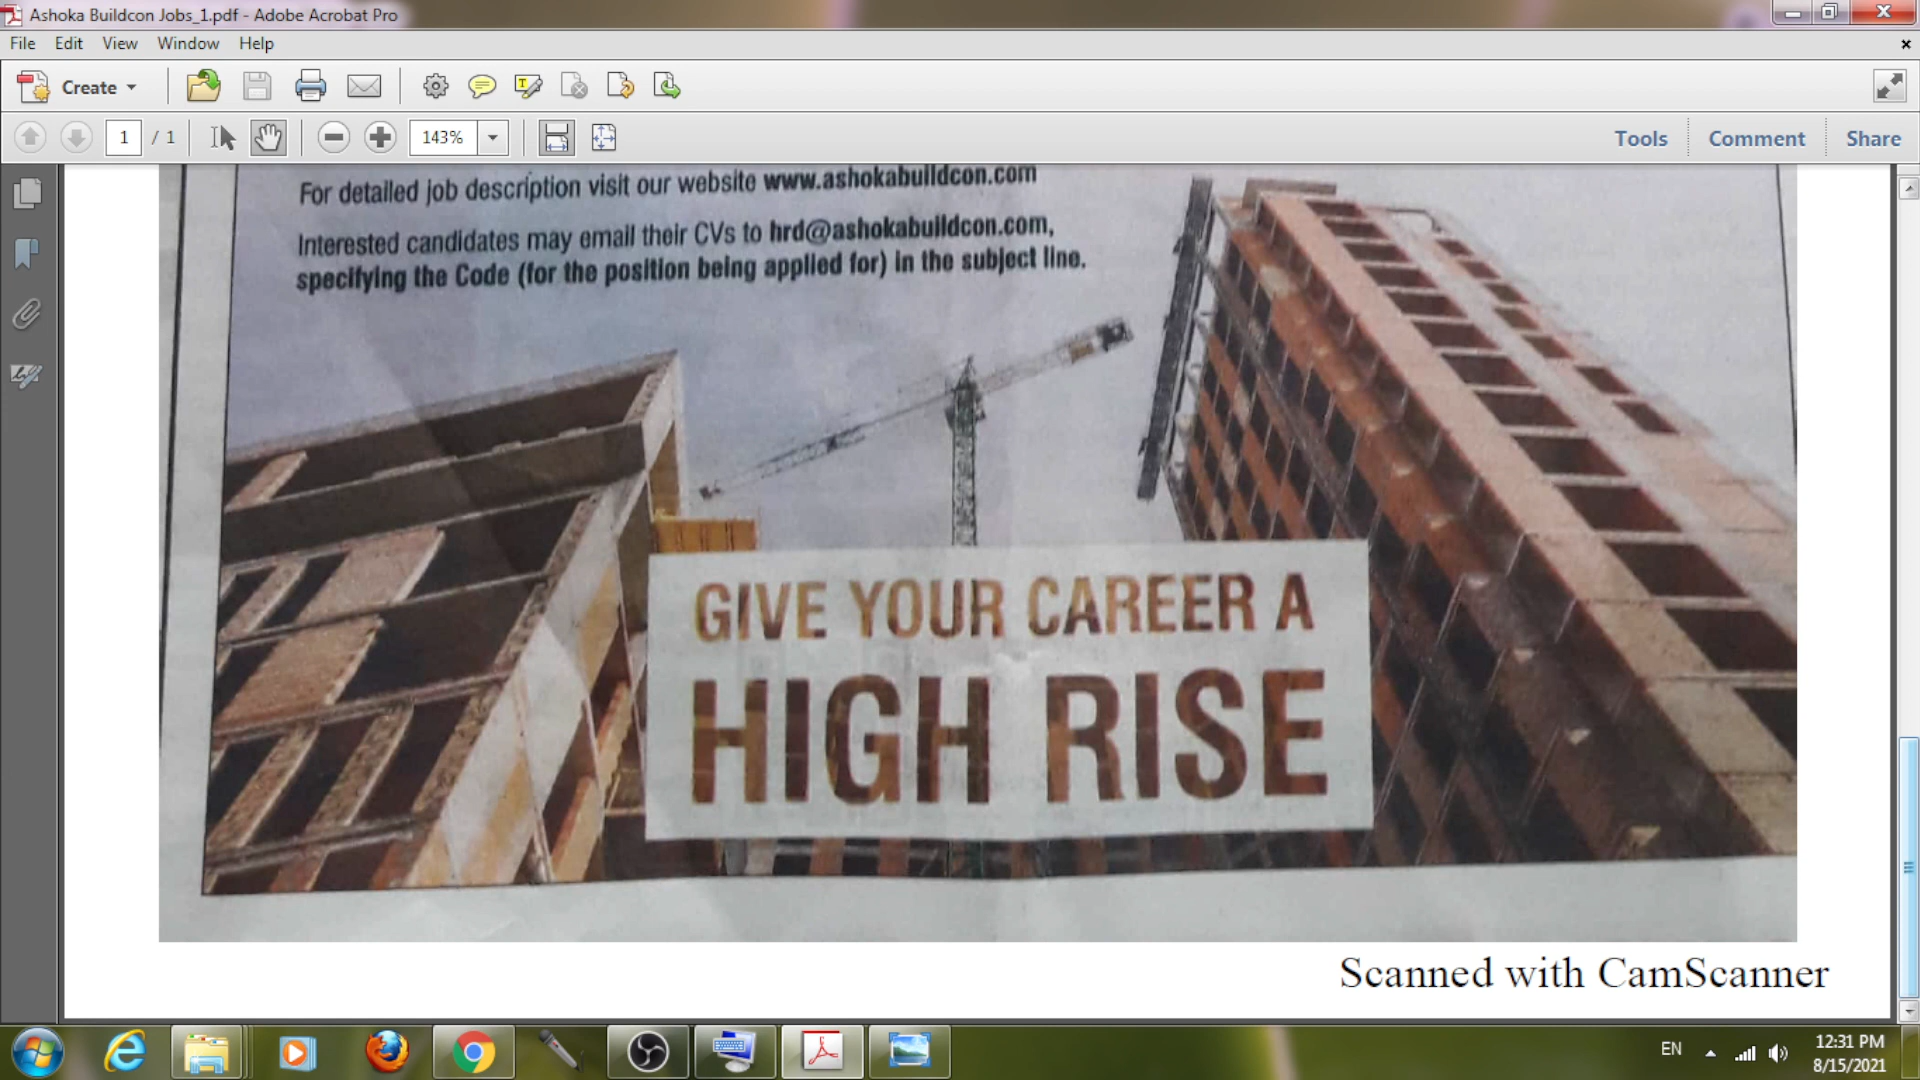 Ashoka Buildcon Jobs_1.pdf - Adobe Acrobat Pro
File Edit View Window Help
Create
1 / 1 143% Tools Comment Share
For detailed job description visit our website www.ashokabuildcon.com
Interested candidates may email their CVs to hrd@ashokabuildcon.com,
specifying the Code (for the position being applied for) in the subject line.
GIVE YOUR CAREER A
HIGH RISE
Scanned with CamScanner
EN
12:31 PM
8/15/2021